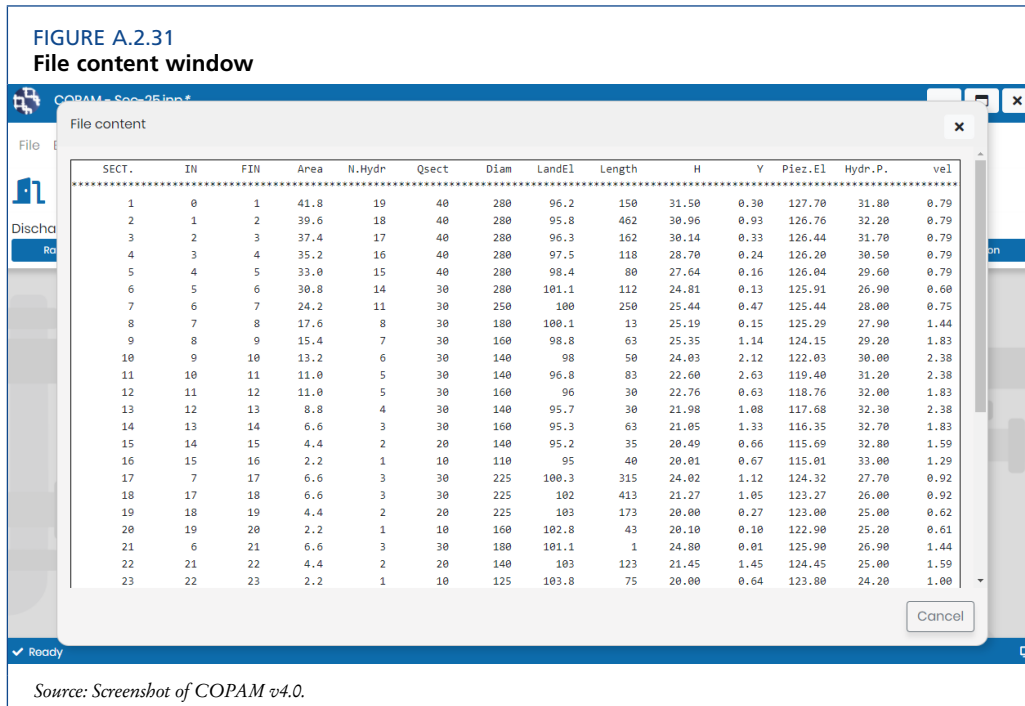 FIGURE A.2.31
File content window
COPAM - Sec-25.inp*
File content
File
SECT. IN FIN Area N.Hydr Qsect Diam LandEl Length H Y Piez.El Hydr.P. vel
1 0 1 41.8 19 40 280 96.2 150 31.50 0.30 127.70 31.80 0.79
2 1 2 39.6 18 40 280 95.8 462 30.96 0.93 126.76 32.20 0.79
3 2 3 37.4 17 40 280 96.3 162 30.14 0.33 126.44 31.70 0.79
4 3 4 35.2 16 40 280 97.5 118 28.70 0.24 126.20 30.50 0.79
5 4 5 33.0 15 40 280 98.4 80 27.64 0.16 126.04 29.60 0.79
6 5 6 30.8 14 30 280 101.1 112 24.81 0.13 125.91 26.90 0.60
7 6 7 24.2 11 30 250 100 250 25.44 0.47 125.44 28.00 0.75
8 7 8 17.6 8 30 180 100.1 13 25.19 0.15 125.29 27.90 1.44
9 8 9 15.4 7 30 160 98.8 63 25.35 1.14 124.15 29.20 1.83
10 9 10 13.2 6 30 140 98 50 24.03 2.12 122.03 30.00 2.38
11 10 11 11.0 5 30 140 96.8 83 22.60 2.63 119.40 31.20 2.38
12 11 12 11.0 5 30 160 96 30 22.76 0.63 118.76 32.00 1.83
13 12 13 8.8 4 30 140 95.7 30 21.98 1.08 117.68 32.30 2.38
14 13 14 6.6 3 30 160 95.3 63 21.05 1.33 116.35 32.70 1.83
15 14 15 4.4 2 20 140 95.2 35 20.49 0.66 115.69 32.80 1.59
16 15 16 2.2 1 10 110 95 40 20.01 0.67 115.01 33.00 1.29
17 7 17 6.6 3 30 225 100.3 315 24.02 1.12 124.32 27.70 0.92
18 17 18 6.6 3 30 225 102 413 21.27 1.05 123.27 26.00 0.92
19 18 19 4.4 2 20 225 103 173 20.00 0.27 123.00 25.00 0.62
20 19 20 2.2 1 10 160 102.8 43 20.10 0.10 122.90 25.20 0.61
21 6 21 6.6 3 30 180 101.1 1 24.80 0.01 125.90 26.90 1.44
22 21 22 4.4 2 20 140 103 123 21.45 1.45 124.45 25.00 1.59
23 22 23 2.2 1 10 125 103.8 75 20.00 0.64 123.80 24.20 1.00
Discha
Ra
on
Cancel
Ready
Source: Screenshot of COPAM v4.0.